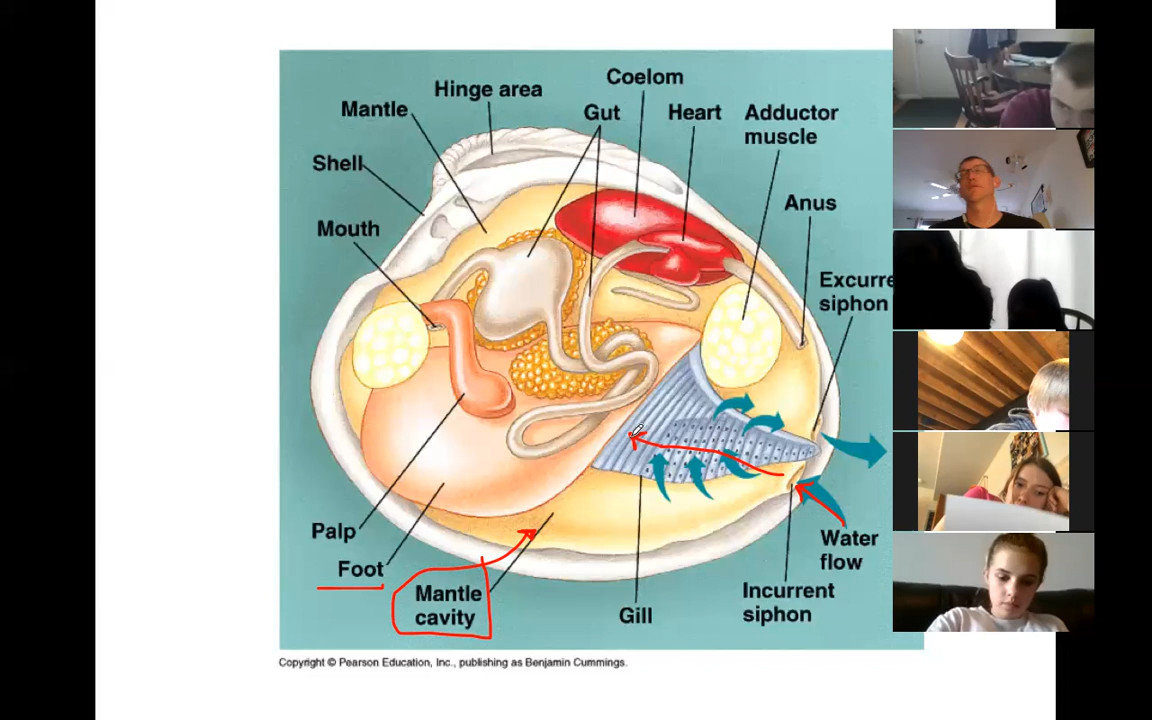 Coelom
Hinge area
Mantle
Gut
Heart
Adductor
muscle
Shell
Anus
Mouth
Excurre
siphon
Palp
Water
flow
Foot
Mantle
cavity
Gill
Incurrent
siphon
Copyright © Pearson Education, Inc., publishing as Benjamin Cummings.